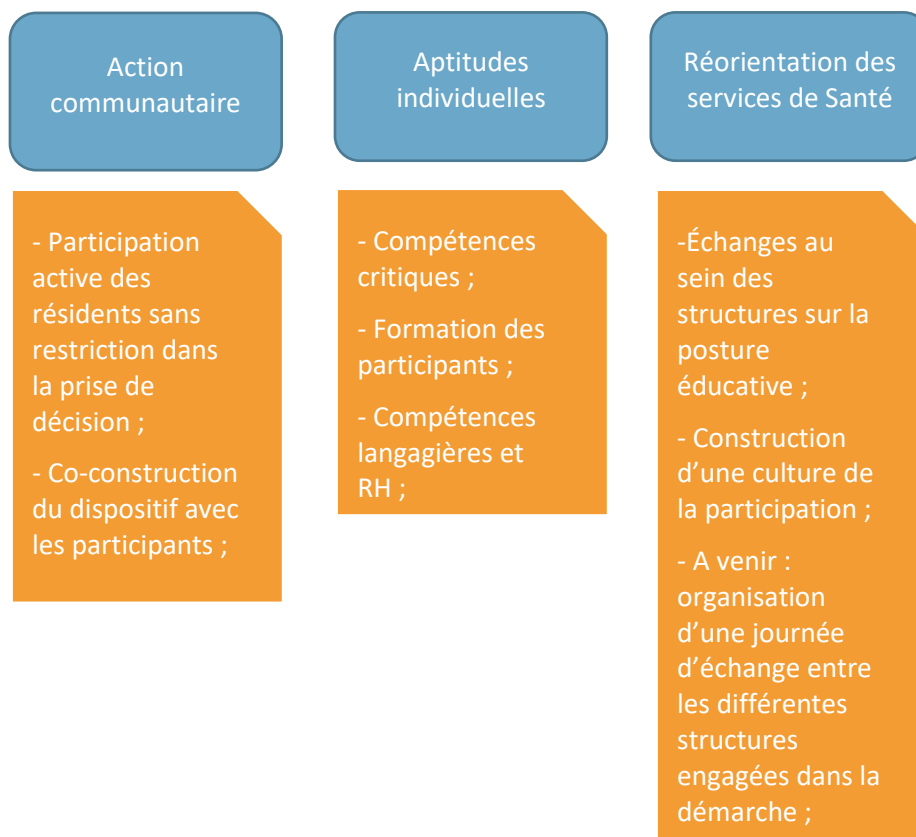 Action
communautaire
- Participation
active des
résidents sans
restriction dans
la prise de
décision ;
- Co-construction
du dispositif avec
les participants ;
Aptitudes
individuelles
- Compétences
critiques ;
- Formation des
participants ;
- Compétences
langagières et
RH ;
Réorientation des
services de Santé
-Échanges au
sein des
structures sur la
posture
éducative ;
- Construction
d’une culture de
la participation ;
- A venir :
organisation
d’une journée
d’échange entre
les différentes
structures
engagées dans la
démarche ;